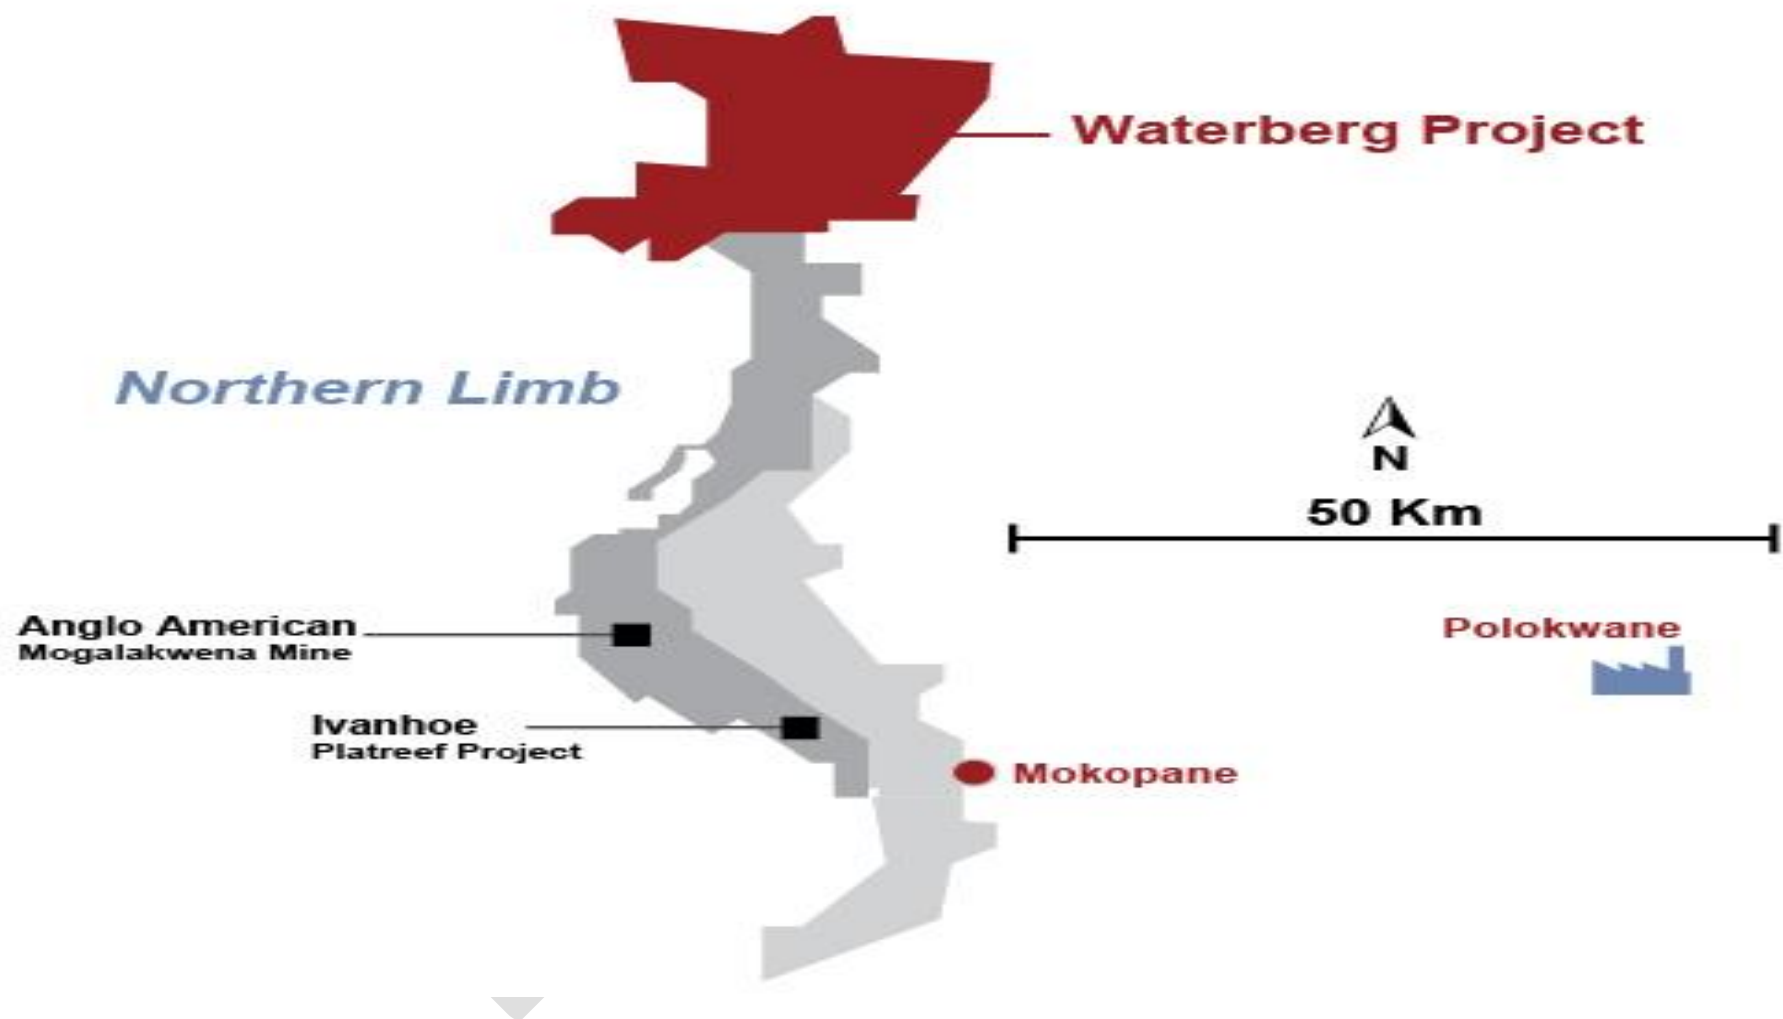 Waterberg Project
Northern Limb
N
50 Km
Anglo American
Mogalakwena Mine
Polokwane
Ivanhoe
Platreef Project
Mokopane